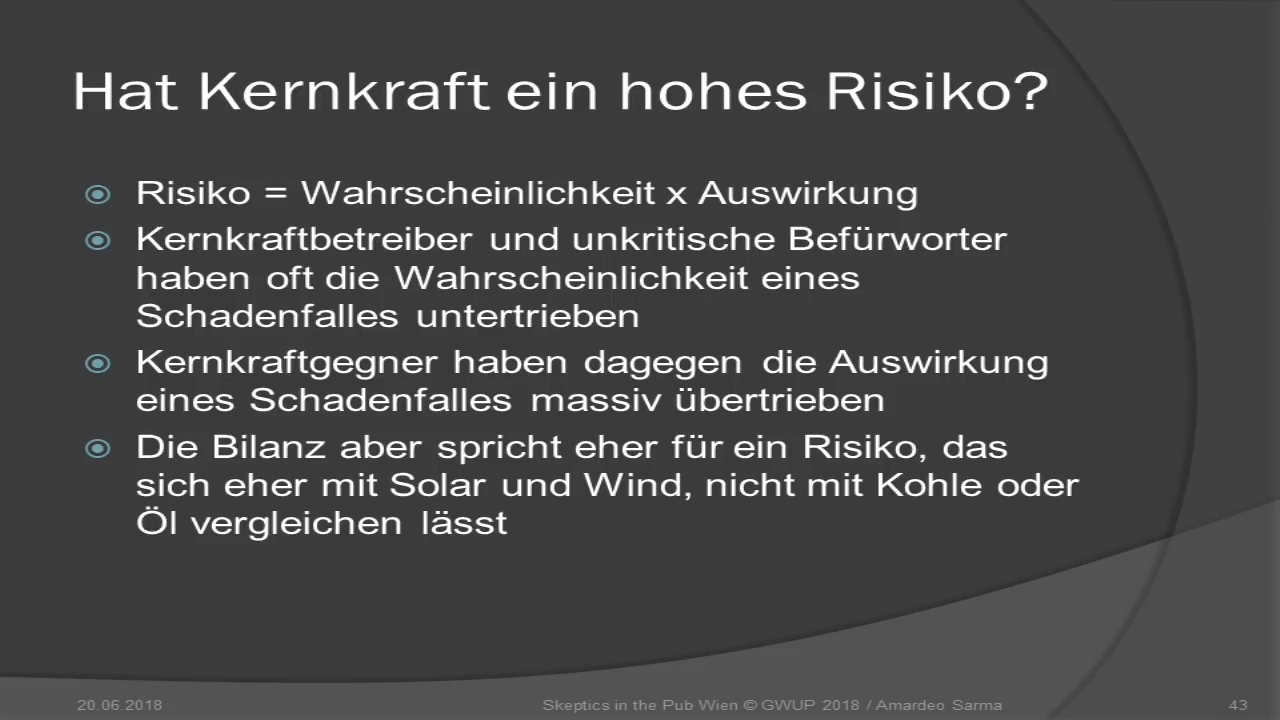 Hat Kernkraft ein hohes Risiko?
Risiko = Wahrscheinlichkeit x Auswirkung
Kernkraftbetreiber und unkritische Befürworter
haben oft die Wahrscheinlichkeit eines
Schadenfalles untertrieben
Kernkraftgegner haben dagegen die Auswirkung
eines Schadenfalles massiv übertrieben
Die Bilanz aber spricht eher für ein Risiko, das
sich eher mit Solar und Wind, nicht mit Kohle oder
Öl vergleichen lässt
20.06.2018 Skeptics in the Pub Wien © GWUP 2018 / Amardeo Sarma 43